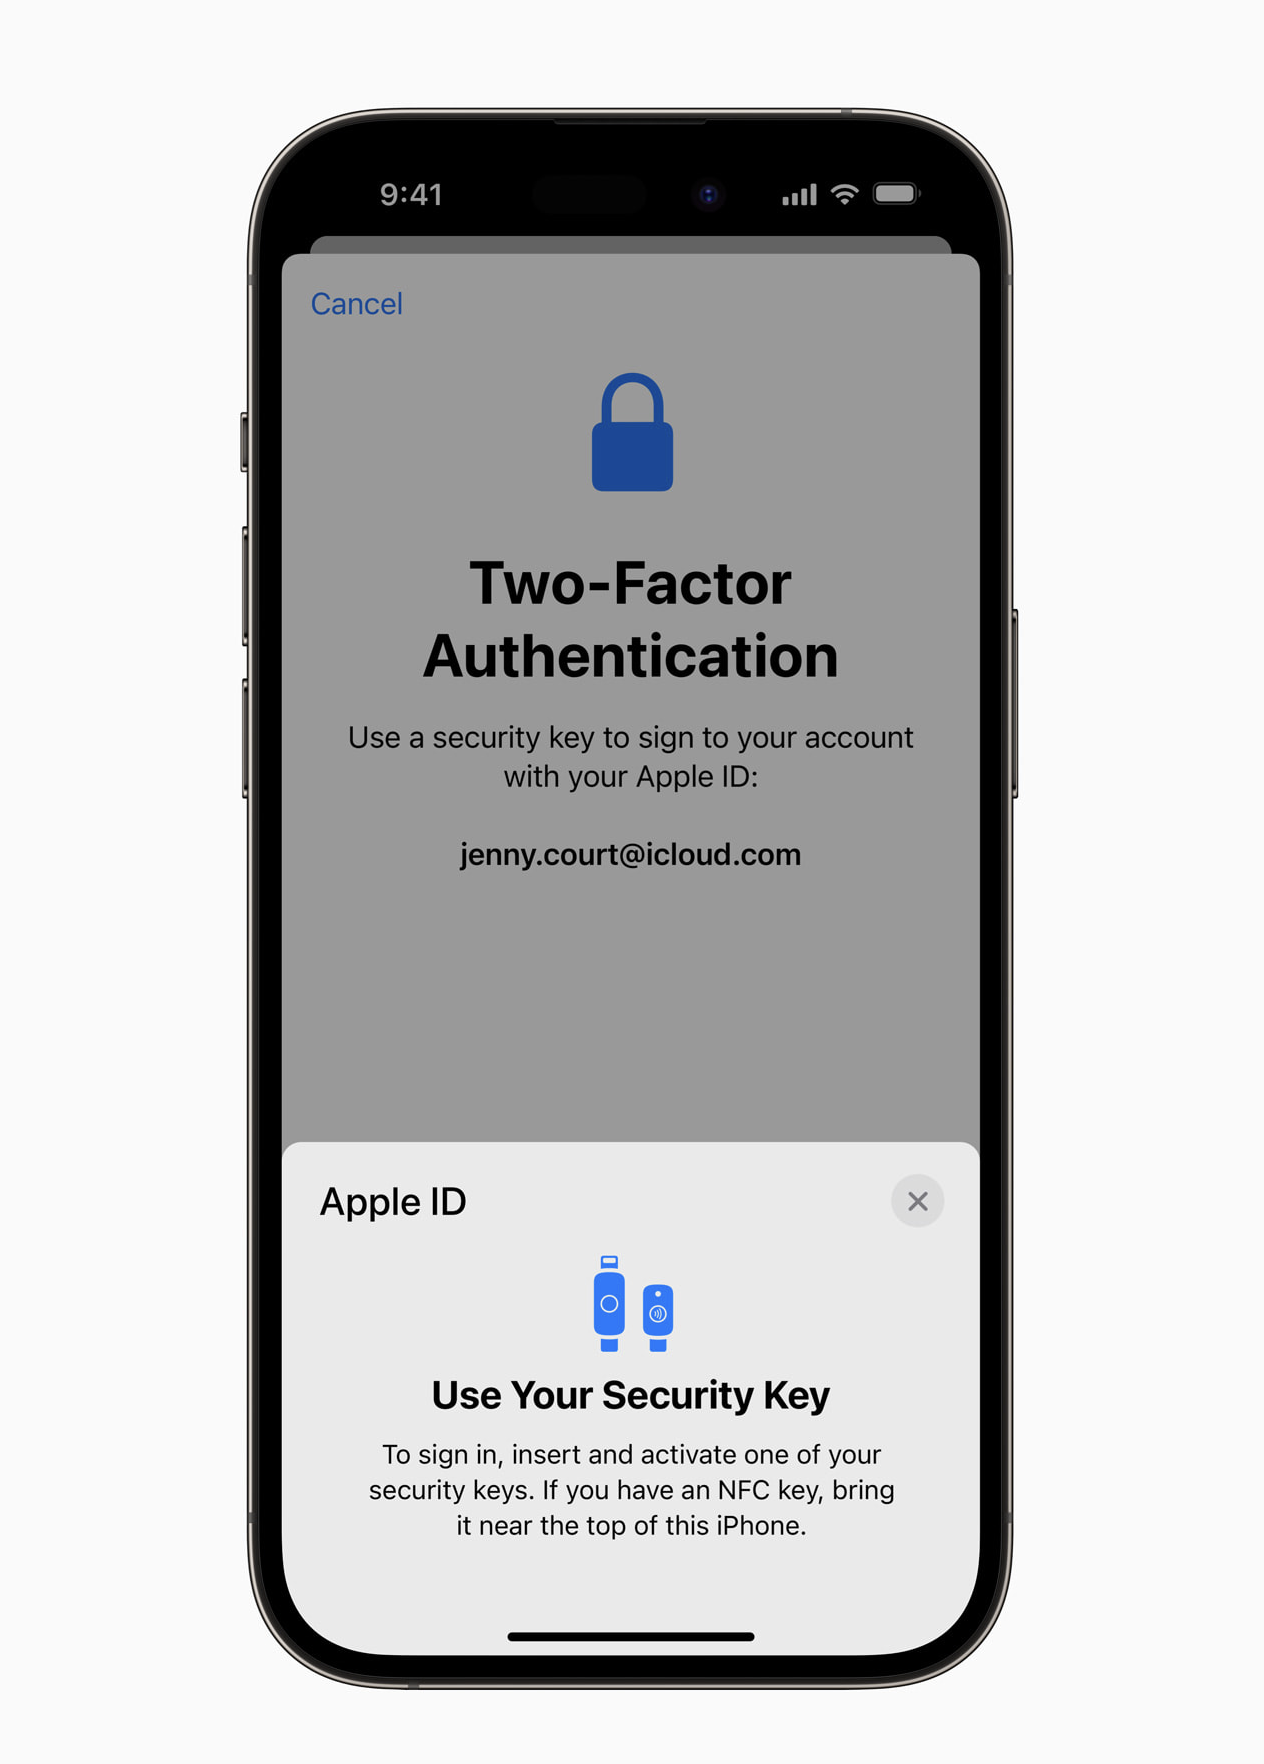 9:41
Cancel
Two-Factor
Authentication
Use a security key to sign to your account
with your Apple ID:
jenny.court@icloud.com
Apple ID
Use Your Security Key
To sign in, insert and activate one of your
security keys. If you have an NFC key, bring
it near the top of this iPhone.